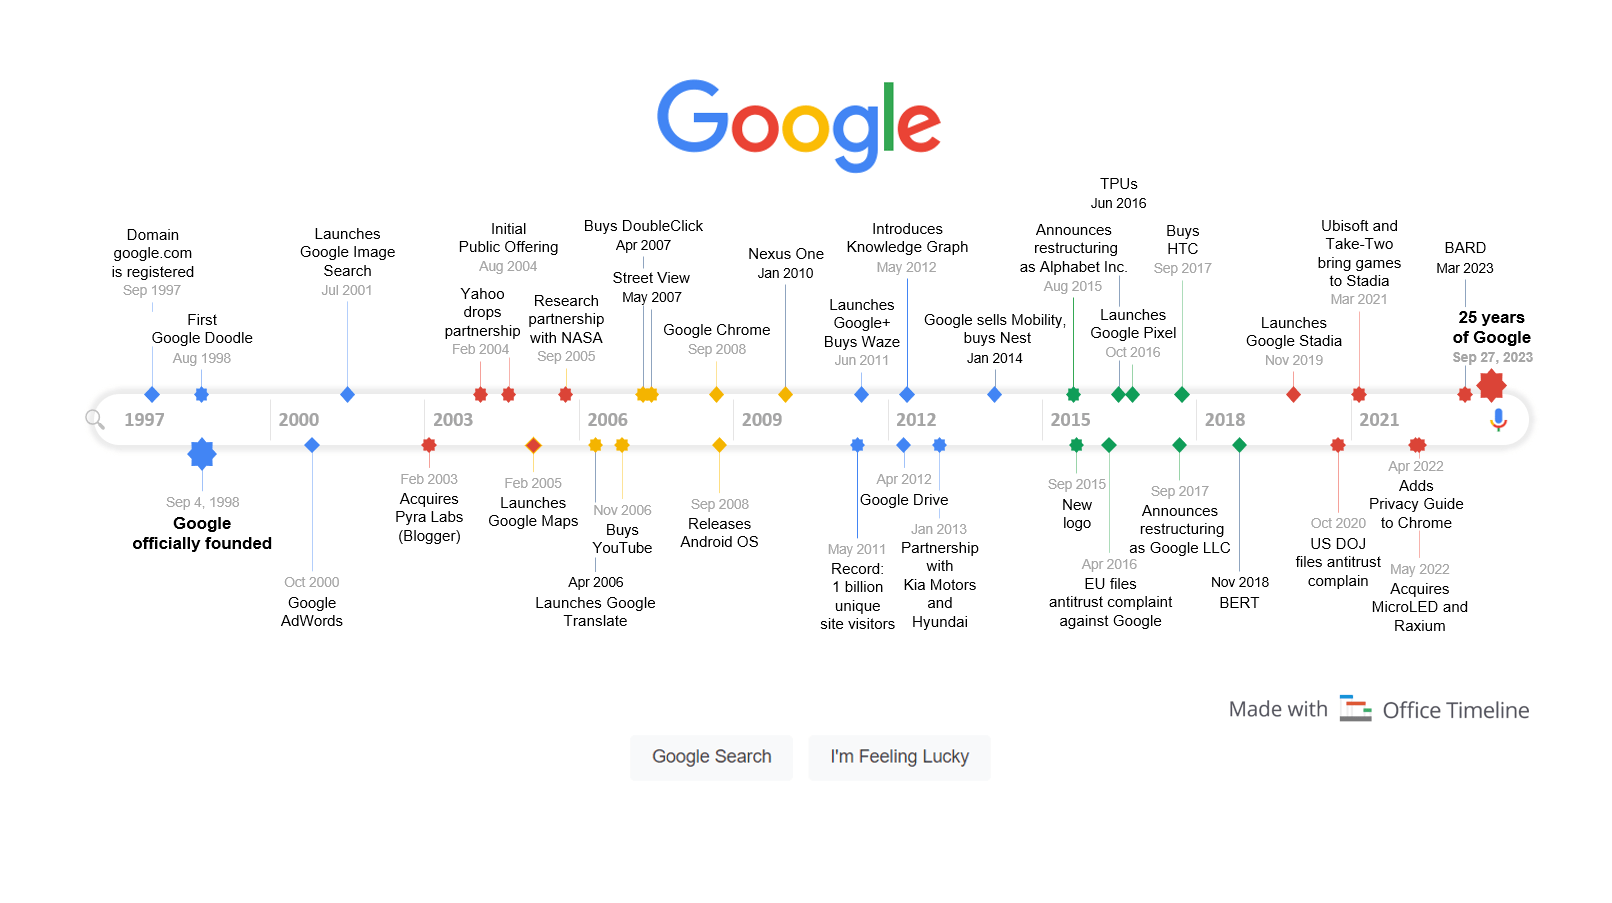 Google
Domain
google.com
is registered
Sep 1997
First
Google Doodle
Aug 1998
Launches
Google Image
Search
Jul 2001
Initial
Public Offering
Aug 2004
Yahoo
drops
partnership
Feb 2004
Research
partnership
with NASA
Sep 2005
Buys DoubleClick
Apr 2007
Street View
May 2007
Google Chrome
Sep 2008
Nexus One
Jan 2010
Launches
Google+
Buys Waze
Jun 2011
Introduces
Knowledge Graph
May 2012
Google sells Mobility,
buys Nest
Jan 2014
TPUs
Jun 2016
Announces
restructuring
as Alphabet Inc.
Aug 2015
Launches
Google Pixel
Oct 2016
Buys
HTC
Sep 2017
Launches
Google Stadia
Nov 2019
Ubisoft and
Take-Two
bring games
to Stadia
Mar 2021
BARD
Mar 2023
25 years
of Google
Sep 27, 2023
1997 2000 2003 2006 2009 2012 2015 2018 2021
Sep 4, 1998
Google
officially founded
Oct 2000
Google
AdWords
Feb 2003
Acquires
Pyra Labs
(Blogger)
Feb 2005
Launches
Google Maps
Nov 2006
Buys
YouTube
Apr 2006
Launches Google
Translate
Sep 2008
Releases
Android OS
May 2011
Record:
1 billion
unique
site visitors
Apr 2012
Google Drive
Jan 2013
Partnership
with
Kia Motors
and
Hyundai
Sep 2015
New
logo
Apr 2016
EU files
antitrust complaint
against Google
Sep 2017
Announces
restructuring
as Google LLC
Nov 2018
BERT
Oct 2020
US DOJ
files antitrust
complain
Apr 2022
Adds
Privacy Guide
to Chrome
May 2022
Acquires
MicroLED and
Raxium
Made with Office Timeline
Google Search
I'm Feeling Lucky